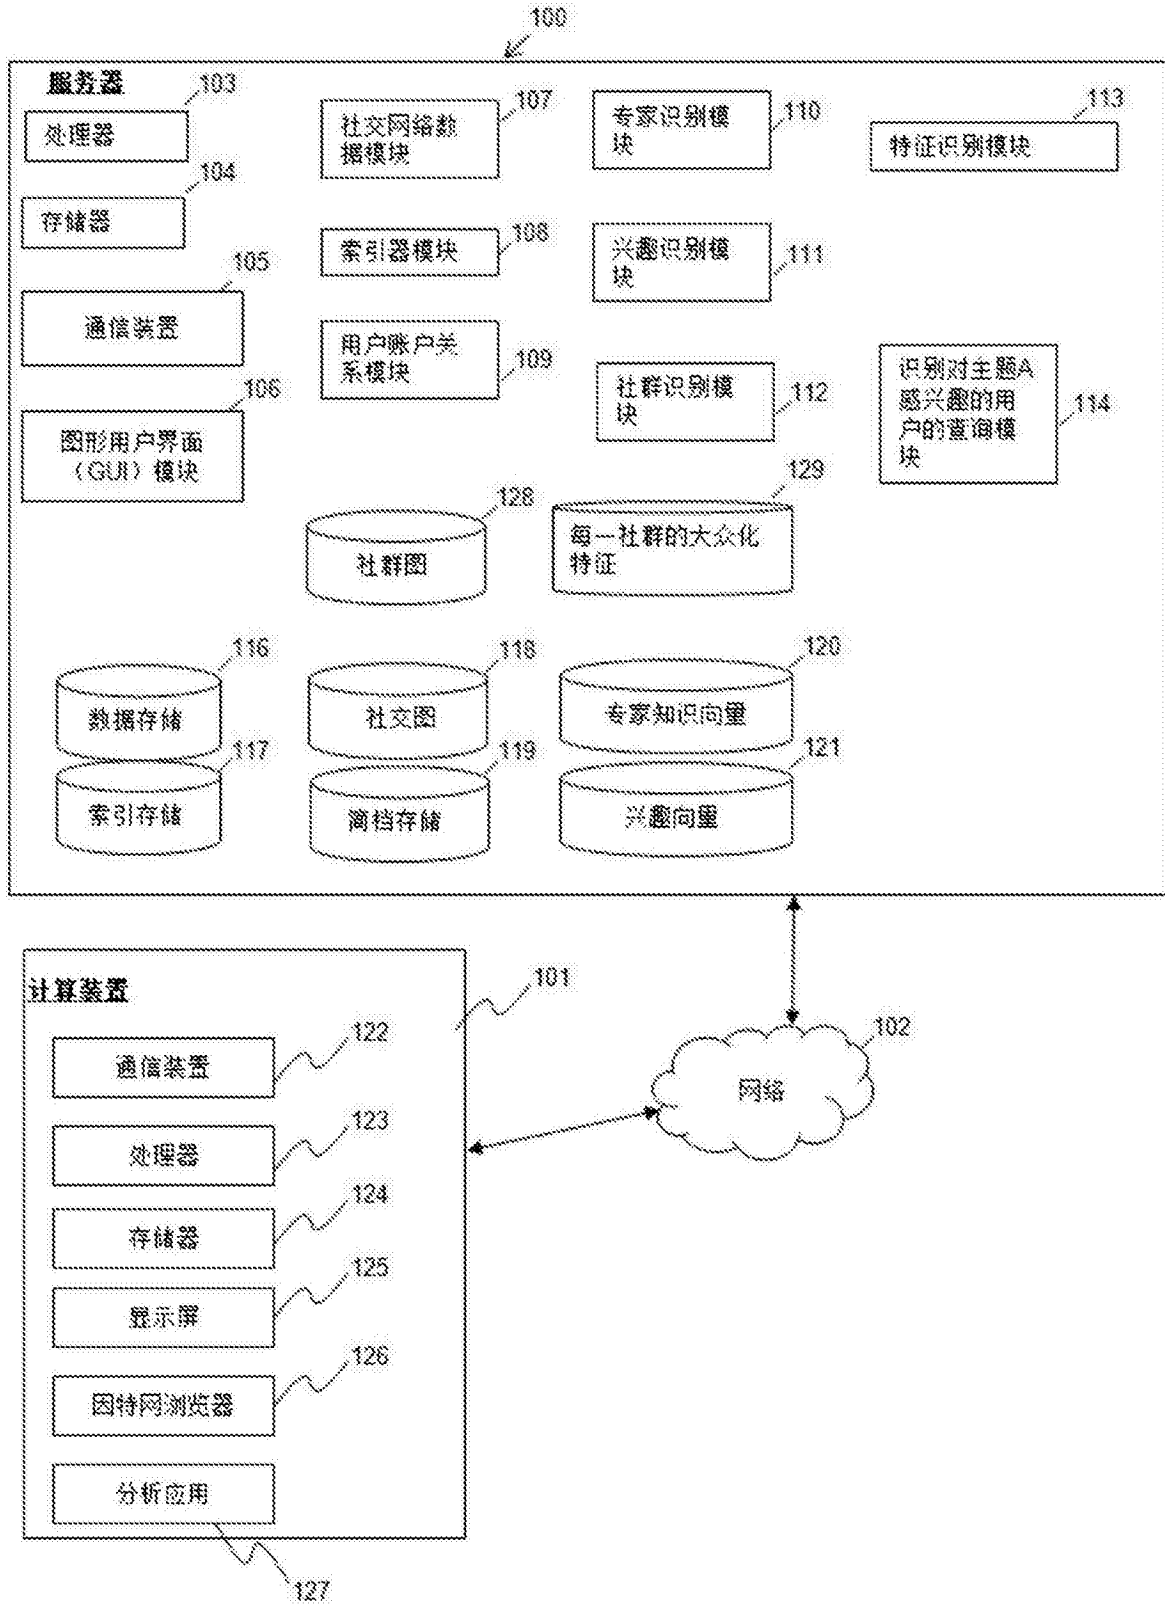 100
服务器
103
处理器
104
存储器
105
通信装置
106
图形用户界面
（GUI）模块
107
社交网络数
据模块
108
索引器模块
109
用户账户关
系模块
110
专家识别模
块
111
兴趣识别模
块
112
社群识别模
块
113
特征识别模块
114
识别对主题A
感兴趣的用
户的查询模
块
128
社群图
129
每一社群的大众化
特征
116
数据存储
117
索引存储
118
社交图
119
简档存储
120
专家知识向量
121
兴趣向量
101
计算装置
122
通信装置
123
处理器
124
存储器
125
显示屏
126
因特网浏览器
分析应用
127
102
网络